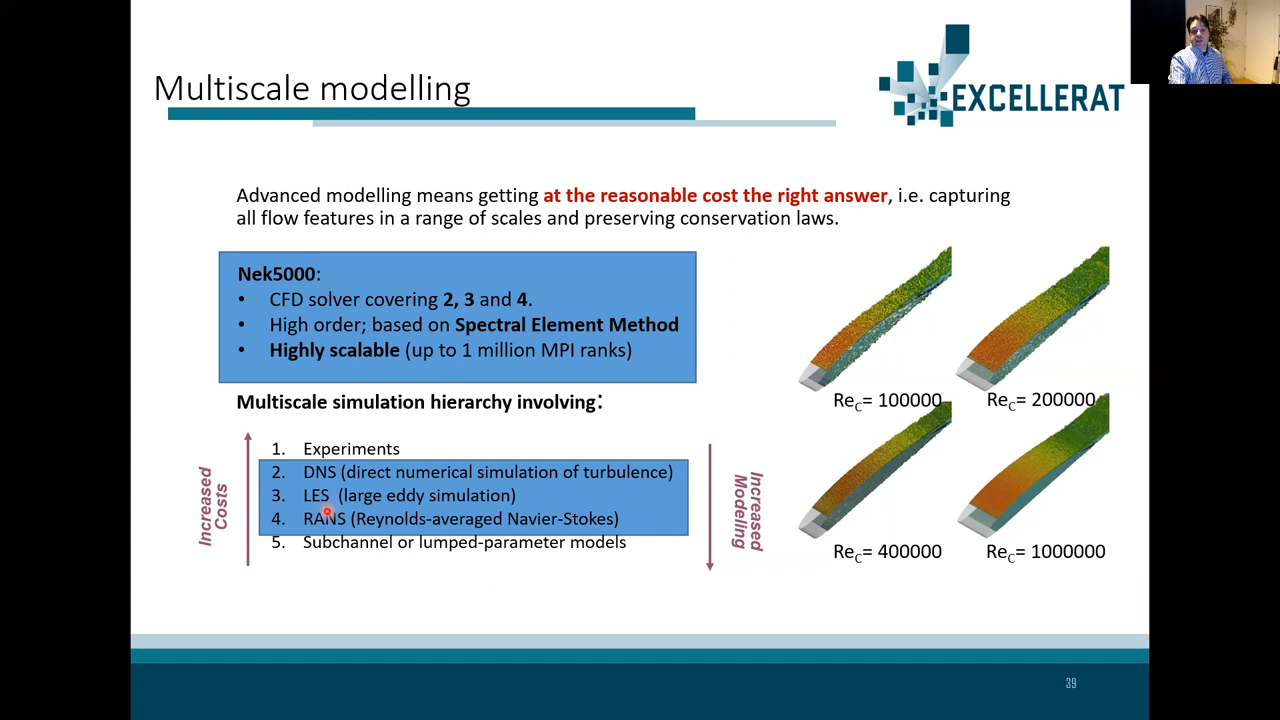 Multiscale modelling
EXCELLERAT
Advanced modelling means getting at the reasonable cost the right answer, i.e. capturing
all flow features in a range of scales and preserving conservation laws.
Nek5000:
• CFD solver covering 2, 3 and 4.
• High order; based on Spectral Element Method
• Highly scalable (up to 1 million MPI ranks)
Multiscale simulation hierarchy involving:
Increased
Costs
1. Experiments
2. DNS (direct numerical simulation of turbulence)
3. LES (large eddy simulation)
4. RANS (Reynolds-averaged Navier-Stokes)
5. Subchannel or lumped-parameter models
Increased
Modeling
Re_C= 100000
Re_C= 200000
Re_C= 400000
Re_C= 1000000
39